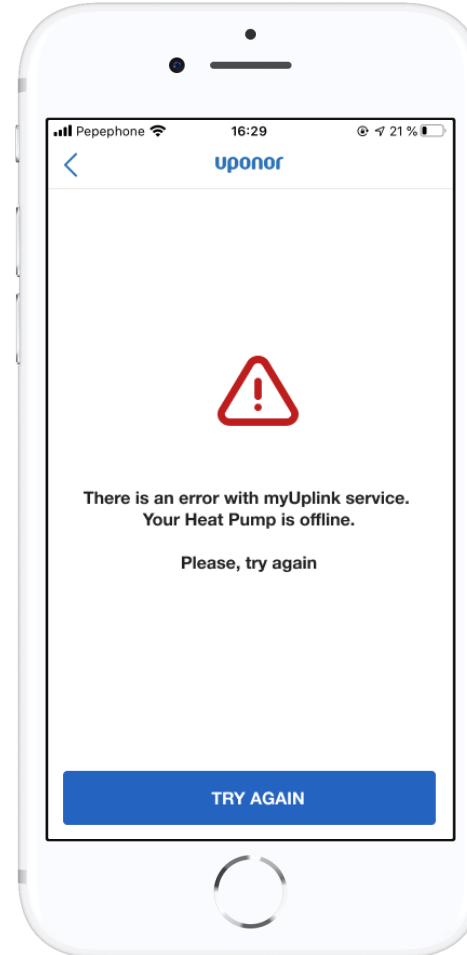 Pepephone 16:29 21 %
uponor
There is an error with myUplink service.
Your Heat Pump is offline.
Please, try again
TRY AGAIN